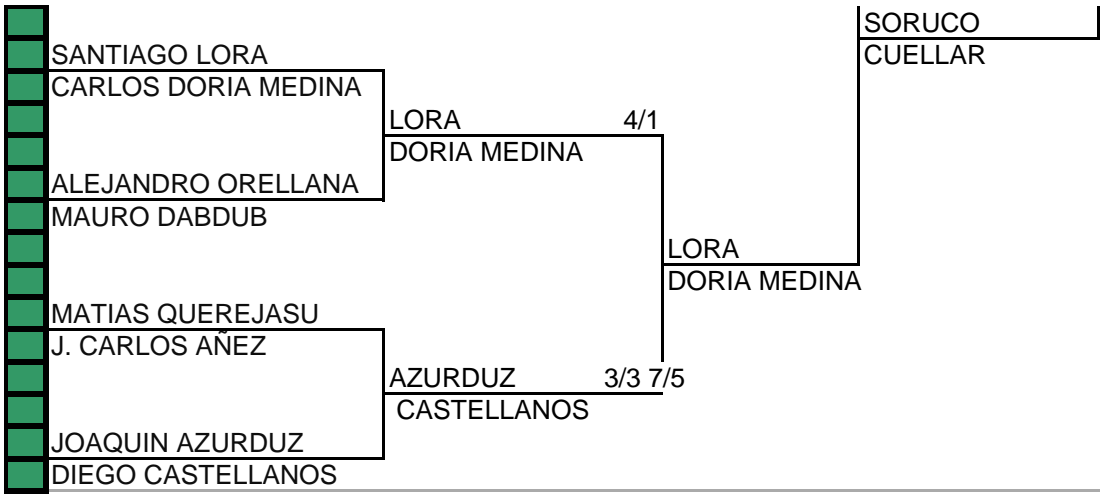 SORUCO
SANTIAGO LORA
CUELLAR
CARLOS DORIA MEDINA
LORA 4/1
DORIA MEDINA
ALEJANDRO ORELLANA
MAURO DABDUB
LORA
DORIA MEDINA
MATIAS QUEREJASU
J. CARLOS AÑEZ
AZURDUZ 3/3 7/5
CASTELLANOS
JOAQUIN AZURDUZ
DIEGO CASTELLANOS